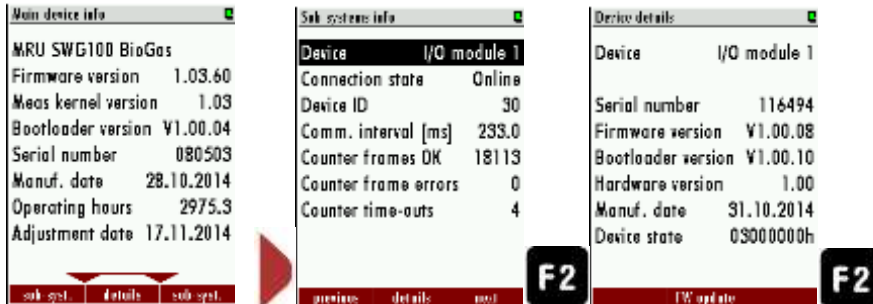 Main device info
MRU SWG100 BioGas
Firmware version 1.03.60
Meas kernel version 1.03
Bootloader version V1.00.04
Serial number 080503
Manuf. date 28.10.2014
Operating hours 2975.3
Adjustment date 17.11.2014
sub-syst. details sub-syst.
Sub systems info
Device I/O module 1
Connection state Online
Device ID 30
Comm. interval [ms] 233.0
Counter frames OK 18113
Counter frame errors 0
Counter time-outs 4
previous details next
F2
Device details
Device I/O module 1
Serial number 116494
Firmware version V1.00.08
Bootloader version V1.00.10
Hardware version 1.00
Manuf. date 31.10.2014
Device state 03000000h
FW update
F2